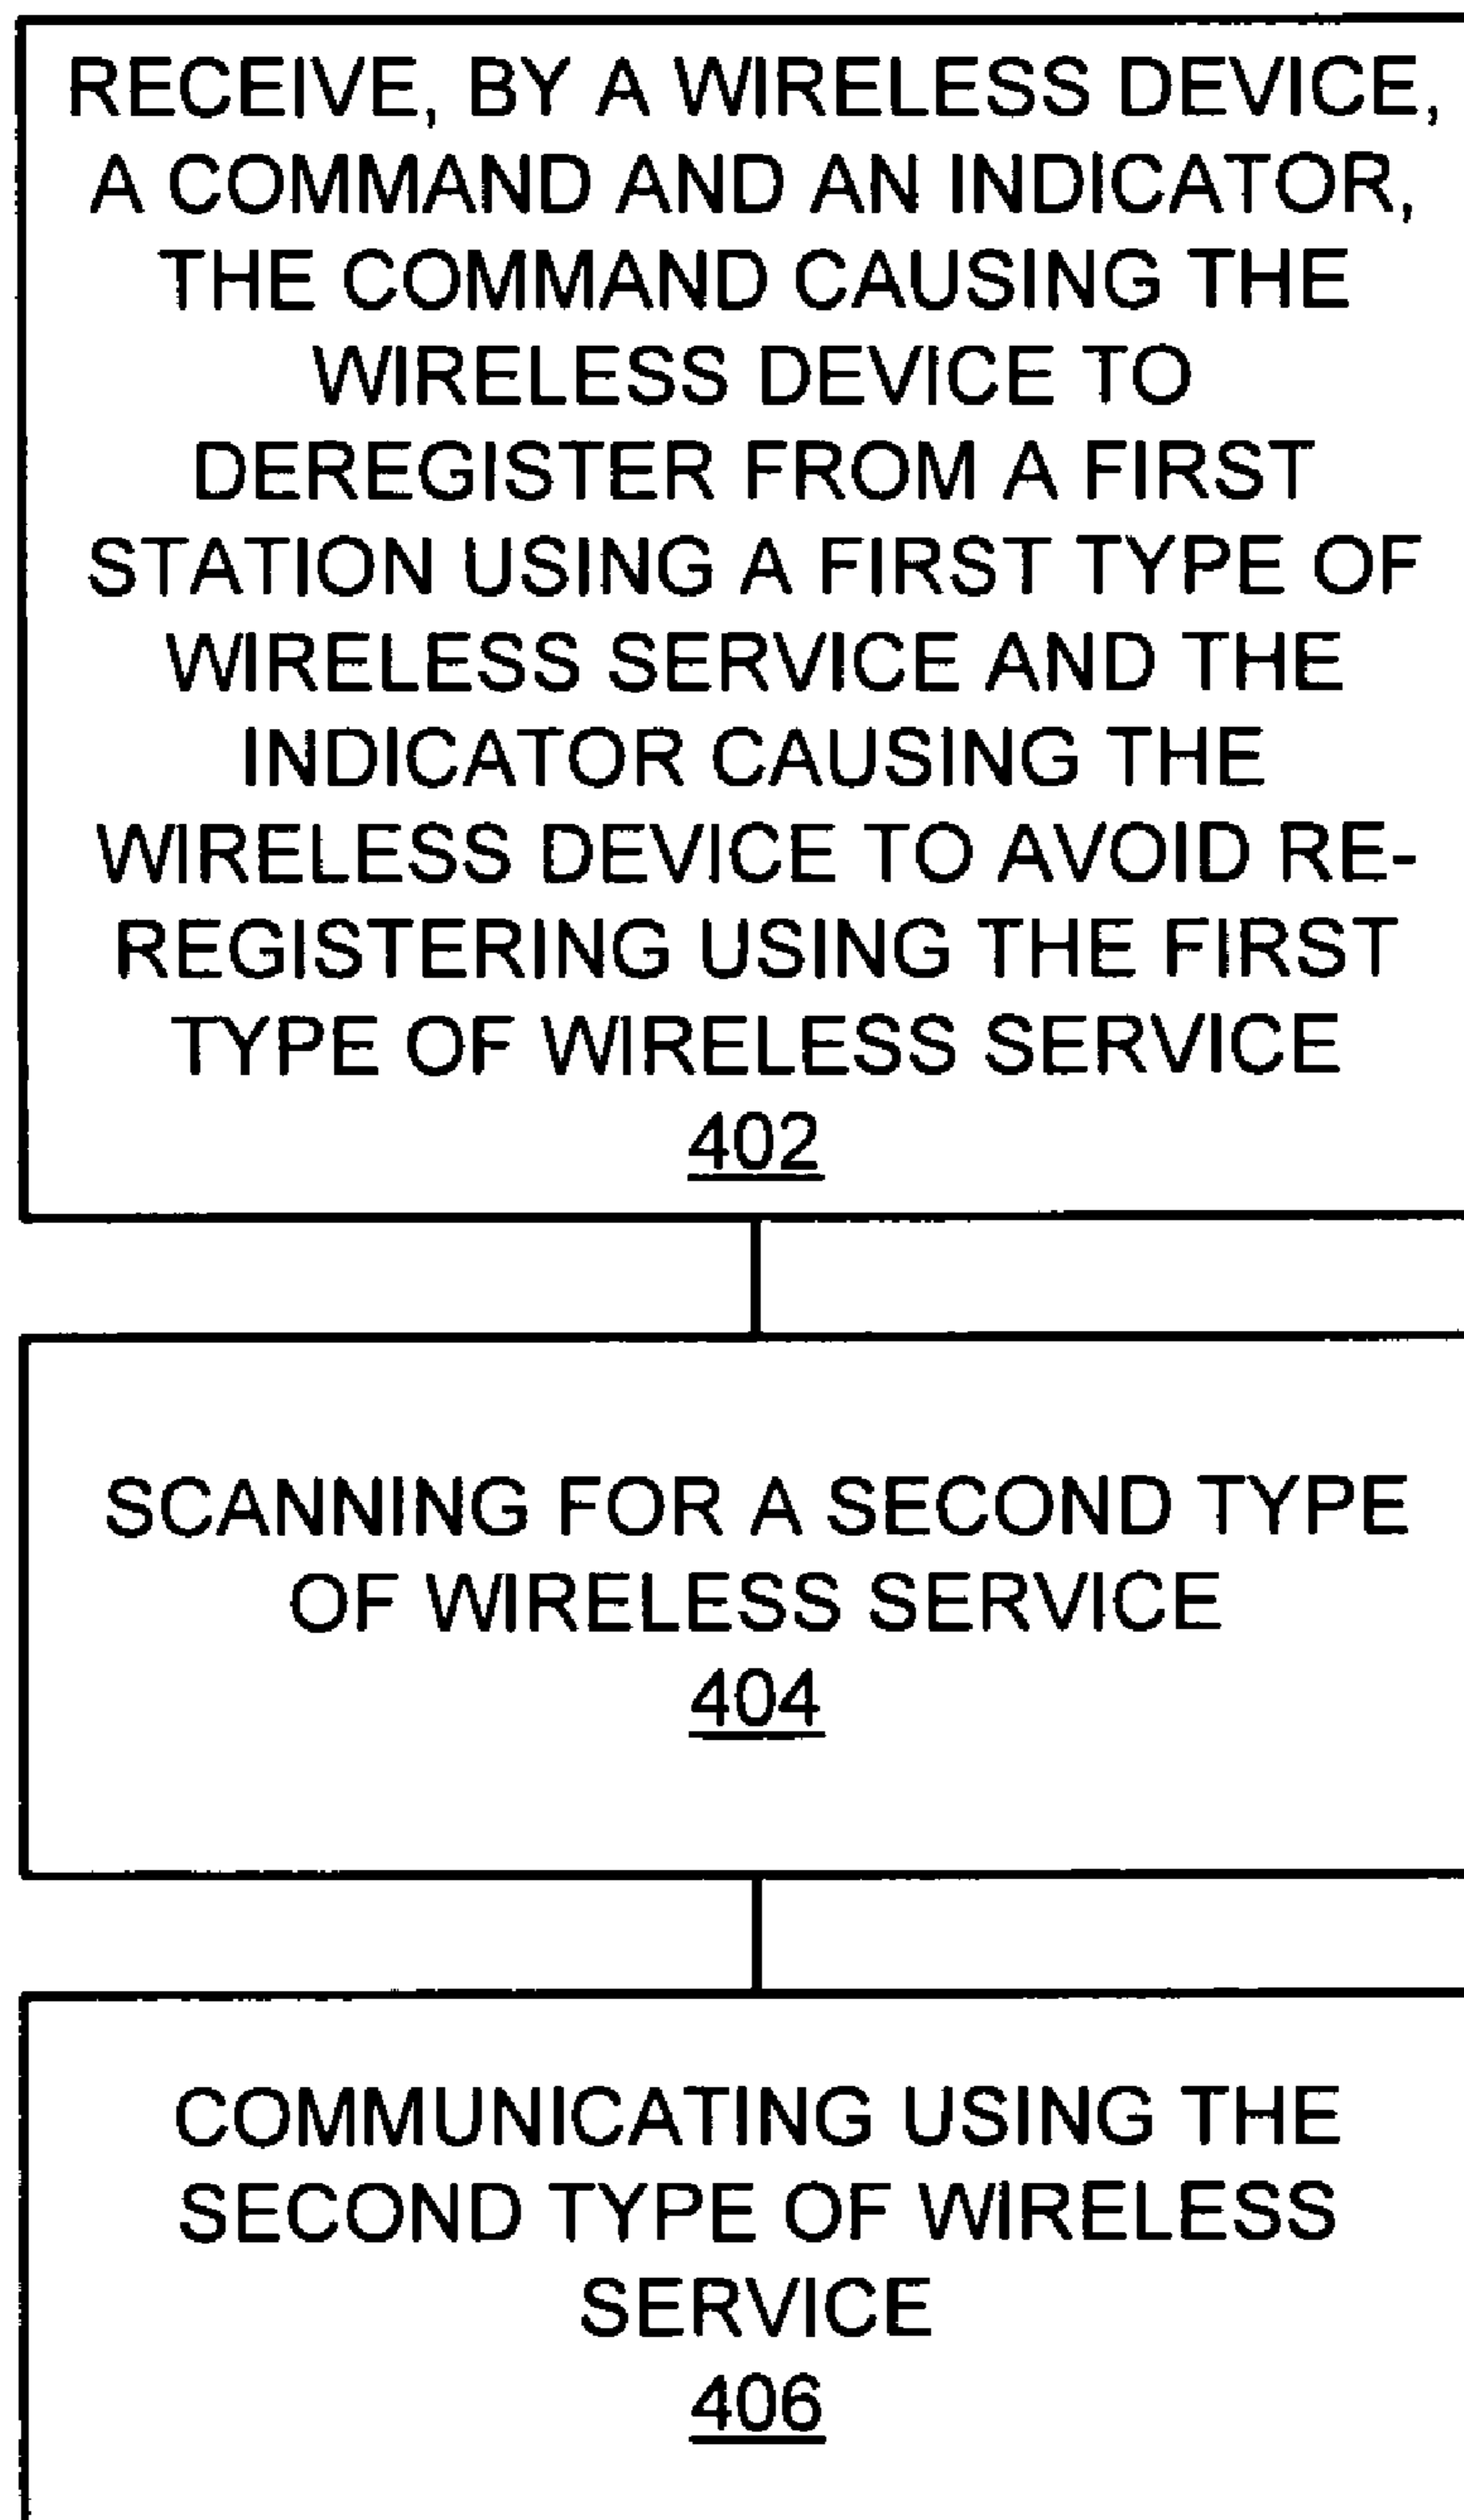 RECEIVE, BY A WIRELESS DEVICE,
A COMMAND AND AN INDICATOR,
THE COMMAND CAUSING THE
WIRELESS DEVICE TO
DEREGISTER FROM A FIRST
STATION USING A FIRST TYPE OF
WIRELESS SERVICE AND THE
INDICATOR CAUSING THE
WIRELESS DEVICE TO AVOID RE-
REGISTERING USING THE FIRST
TYPE OF WIRELESS SERVICE
402
SCANNING FOR A SECOND TYPE
OF WIRELESS SERVICE
404
COMMUNICATING USING THE
SECOND TYPE OF WIRELESS
SERVICE
406